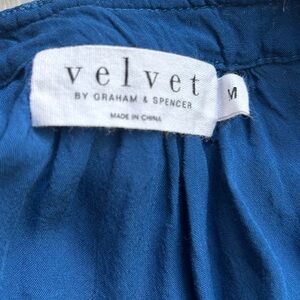 velvet
BY GRAHAM & SPENCER
MADE IN CHINA
M